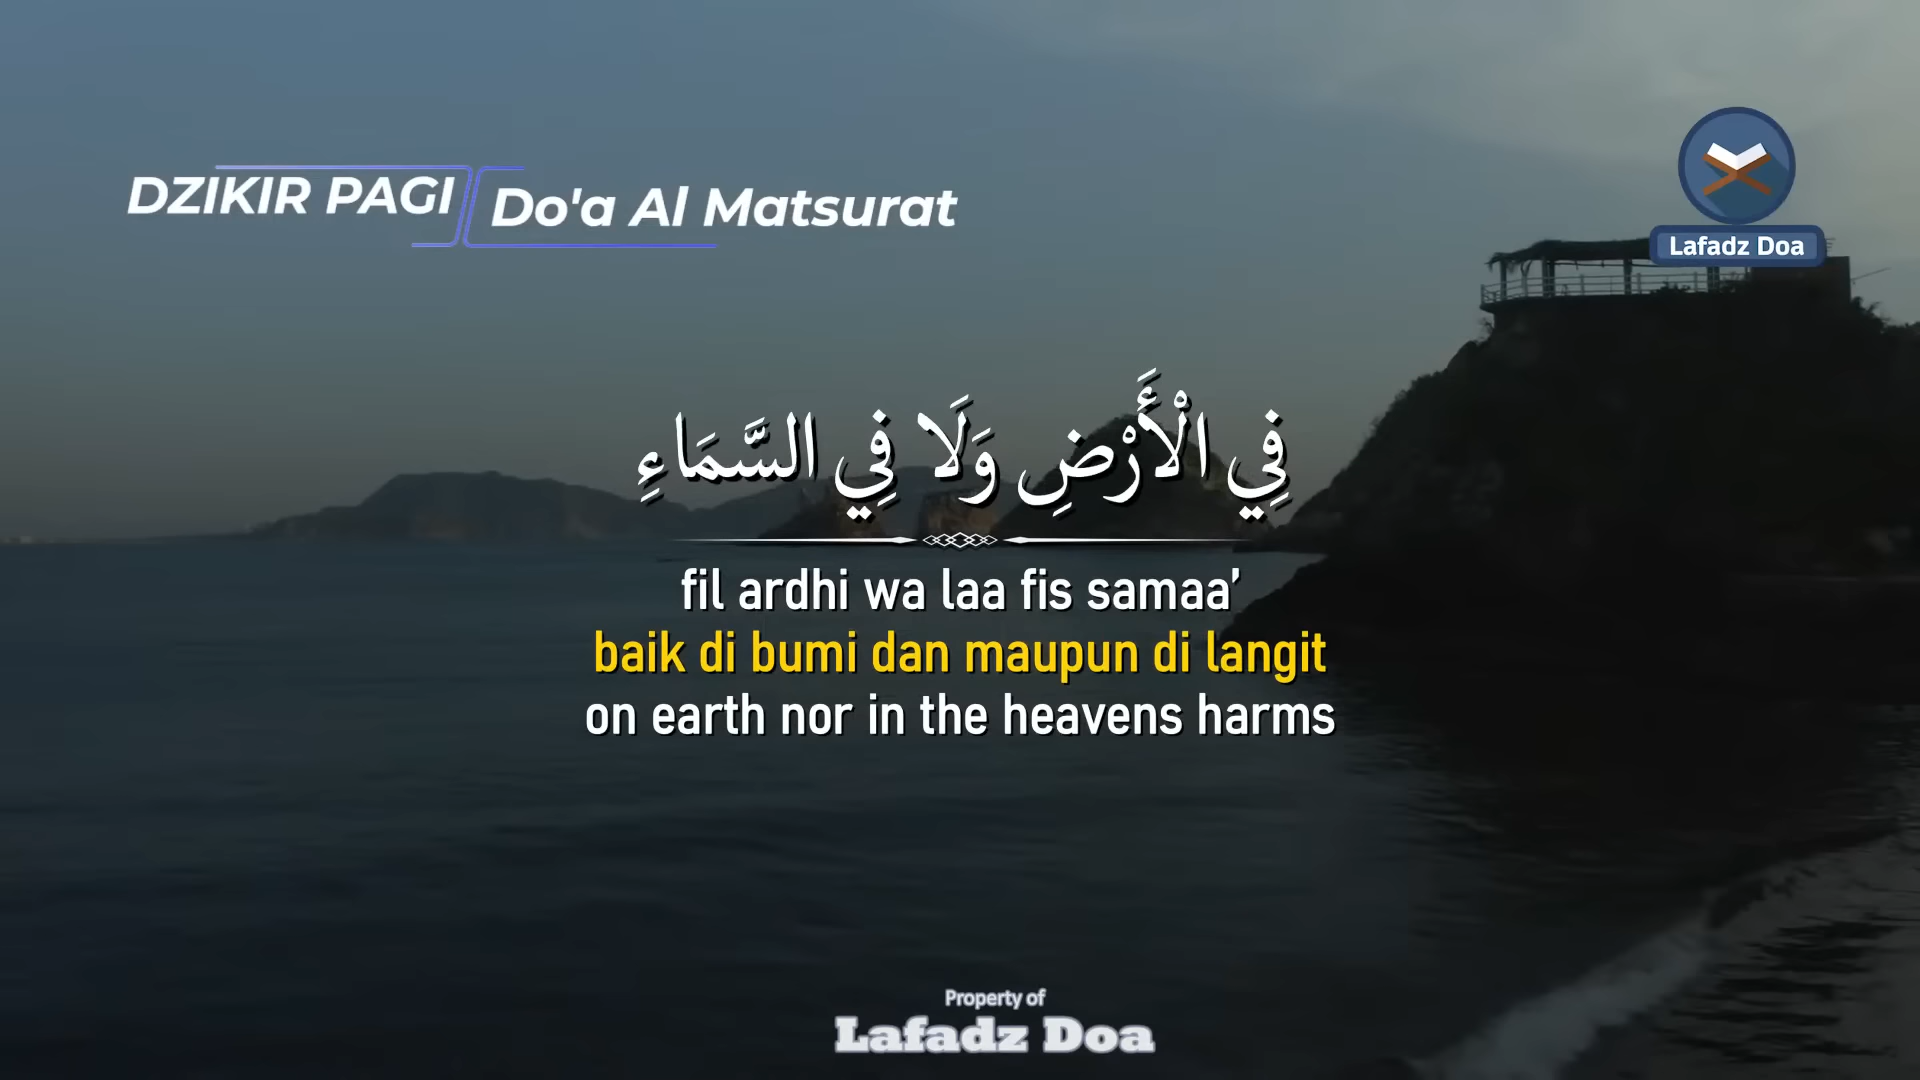 DZIKIR PAGI
Do'a Al Matsurat
Lafadz Doa
فِي الْأَرْضِ وَلَا فِي السَّمَاءِ
fil ardhi wa laa fis samaa’
baik di bumi dan maupun di langit
on earth nor in the heavens harms
Property of
Lafadz Doa